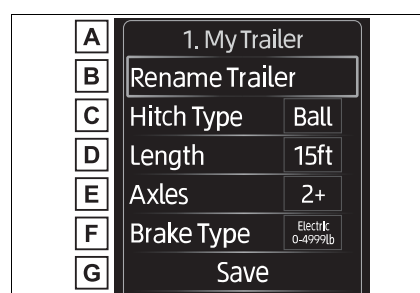 A 1. My Trailer
B Rename Trailer
C Hitch Type Ball
D Length 15ft
E Axles 2+
F Brake Type Electric 0-4999lb
G Save